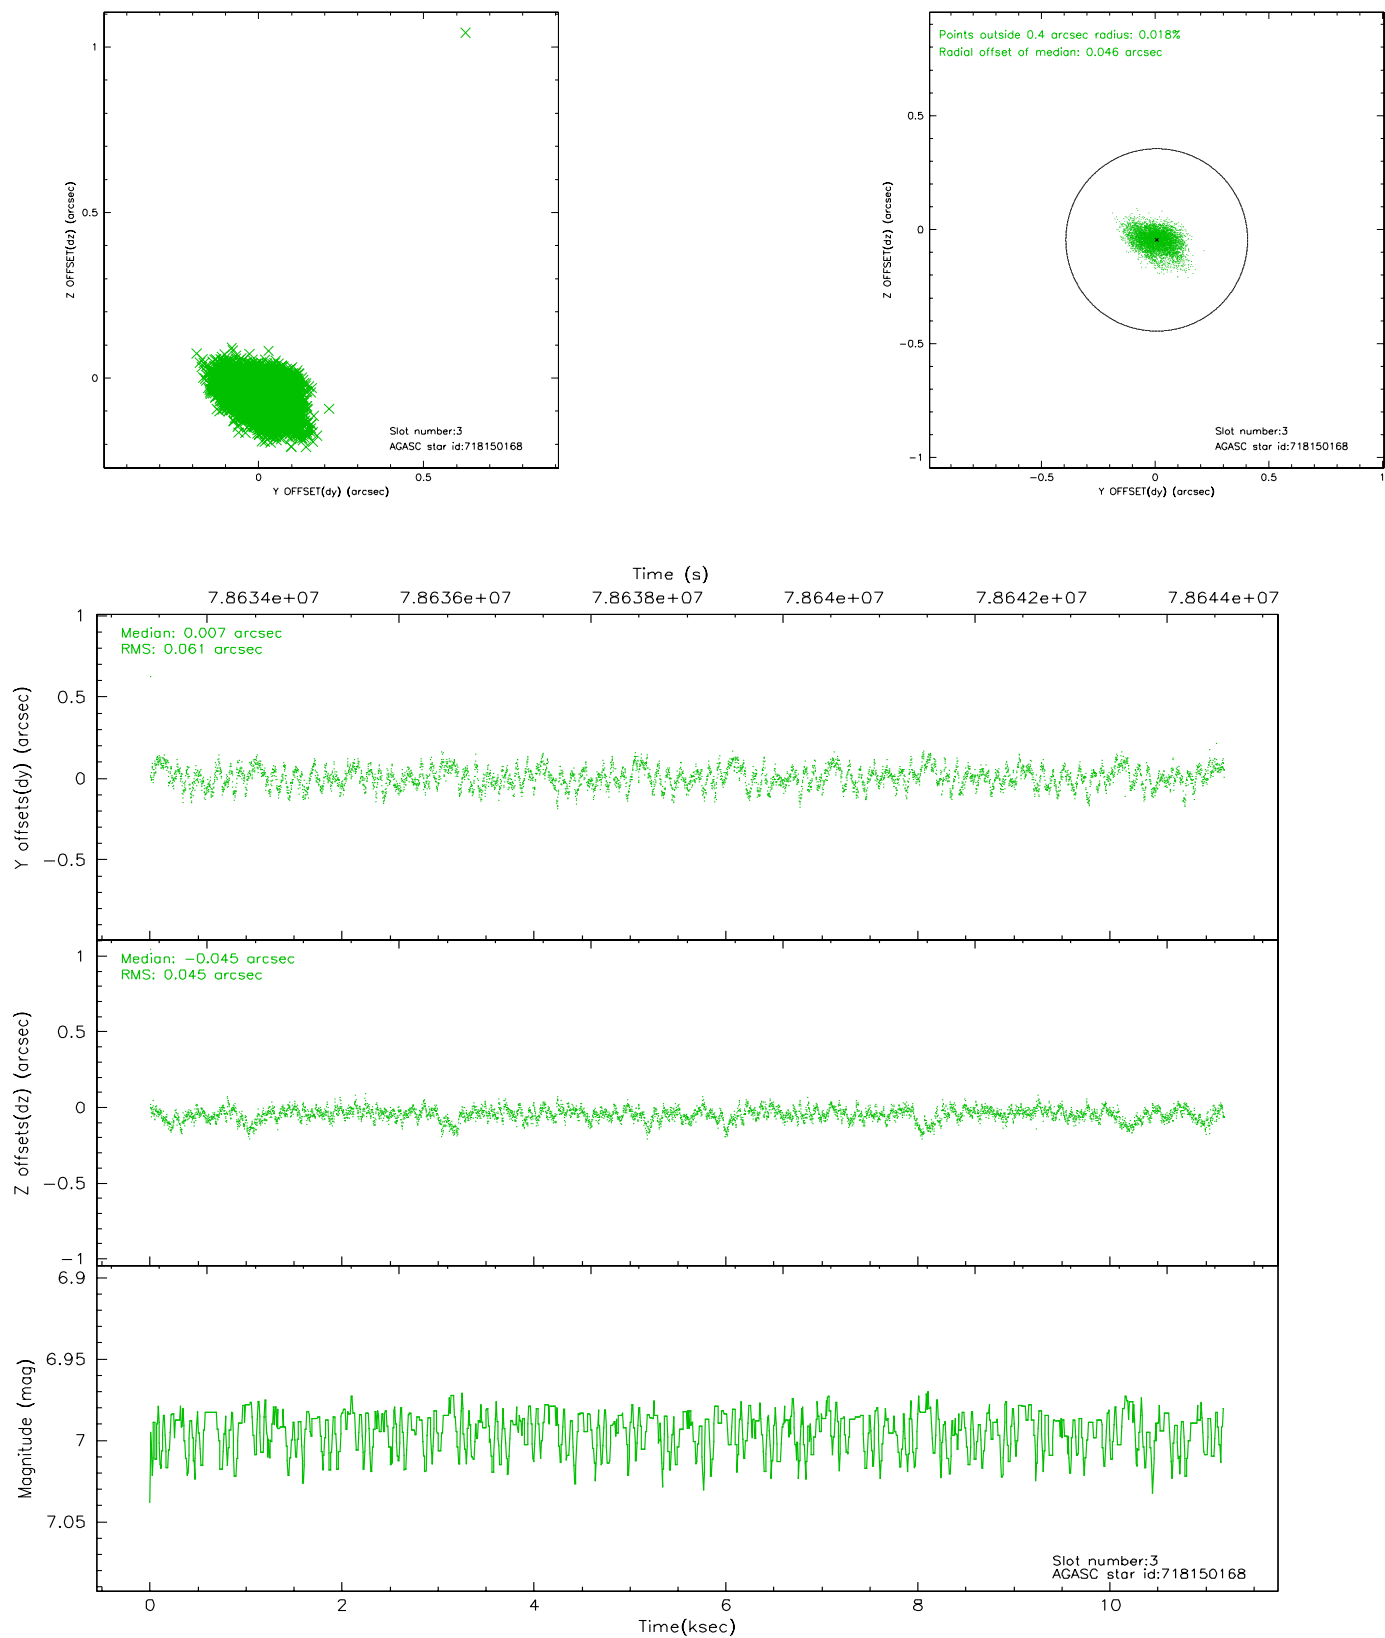 1
0.5
0
Z OFFSET(dz) (arcsec)
Slot number:3
AGASC star id:718150168
0
0.5
Y OFFSET(dy) (arcsec)
Points outside 0.4 arcsec radius: 0.018%
Radial offset of median: 0.046 arcsec
0.5
0
−0.5
−1
Z OFFSET(dz) (arcsec)
Slot number:3
AGASC star id:718150168
−0.5
0
0.5
1
Y OFFSET(dy) (arcsec)
Time (s)
7.8634e+07
7.8636e+07
7.8638e+07
7.864e+07
7.8642e+07
7.8644e+07
1
0.5
0
−0.5
Y offsets(dy) (arcsec)
Median: 0.007 arcsec
RMS: 0.061 arcsec
1
0.5
0
−0.5
−1
Z offsets(dz) (arcsec)
Median: −0.045 arcsec
RMS: 0.045 arcsec
6.9
6.95
7
7.05
Magnitude (mag)
Slot number:3
AGASC star id:718150168
0
2
4
6
8
10
Time(ksec)